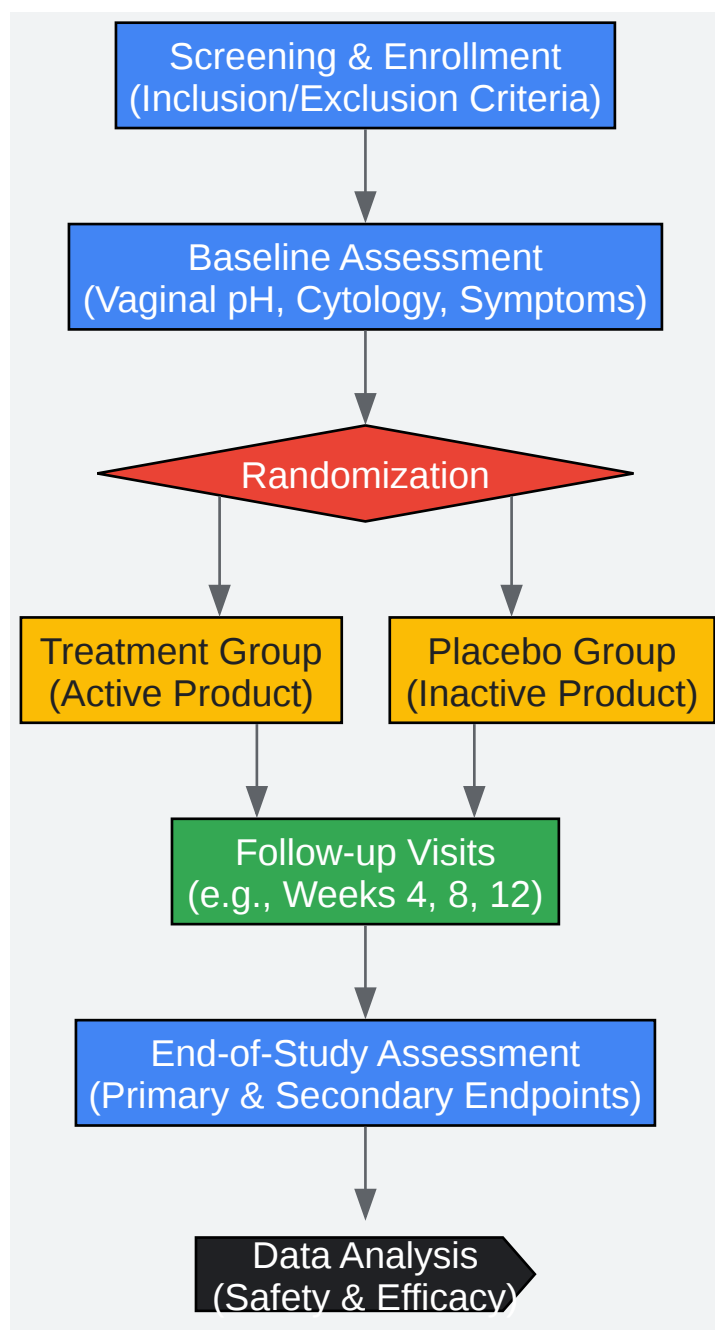 Screening & Enrollment
(Inclusion/Exclusion Criteria)
Baseline Assessment
(Vaginal pH, Cytology, Symptoms)
Randomization
Treatment Group
(Active Product)
Placebo Group
(Inactive Product)
Follow-up Visits
(e.g., Weeks 4, 8, 12)
End-of-Study Assessment
(Primary & Secondary Endpoints)
Data Analysis
(Safety & Efficacy)